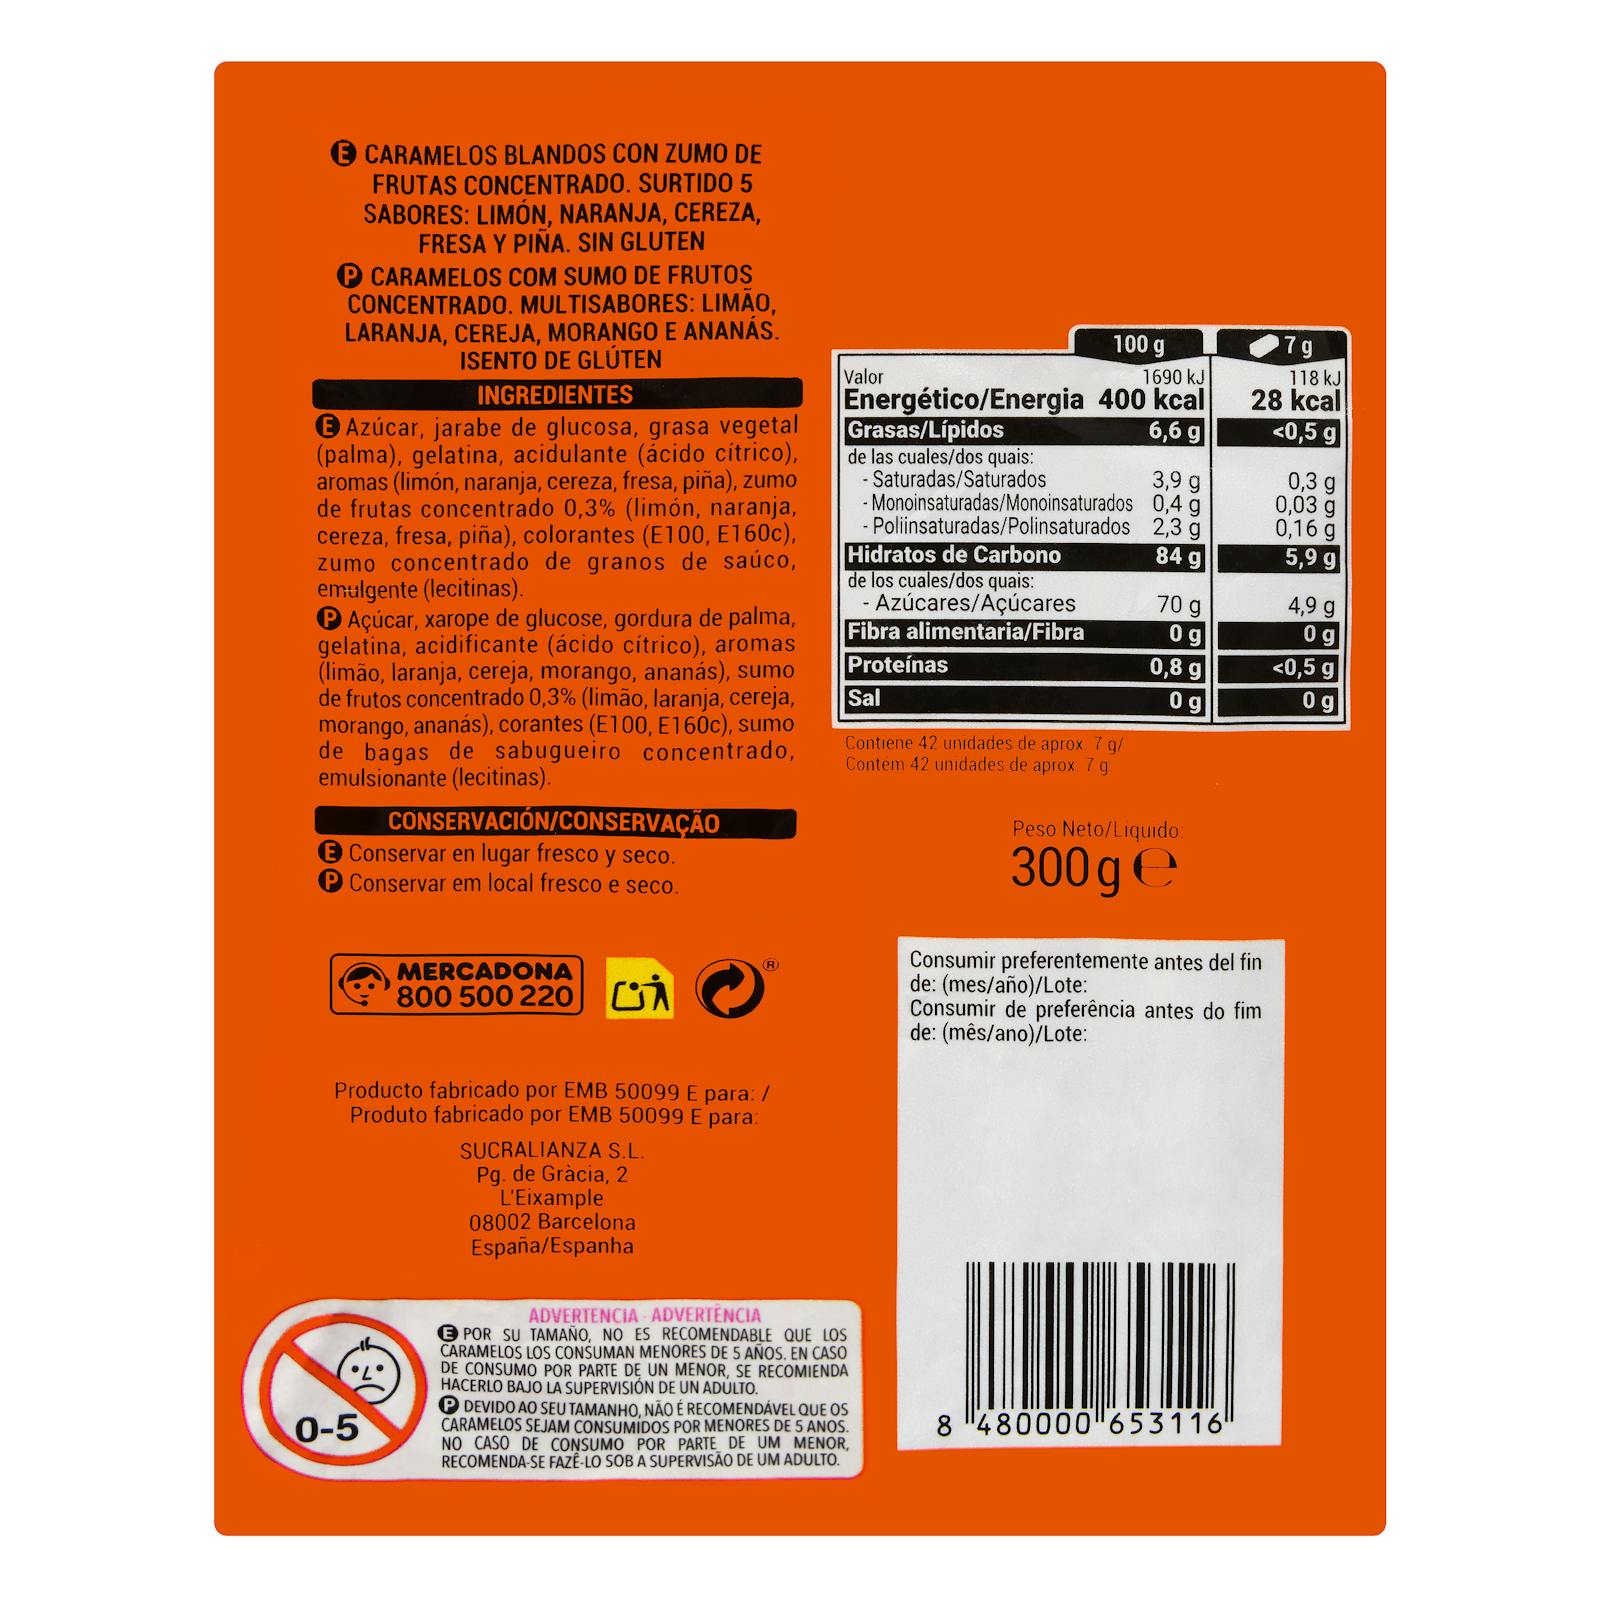 E CARAMELOS BLANDOS CON ZUMO DE
FRUTAS CONCENTRADO. SURTIDO 5
SABORES: LIMÓN, NARANJA, CEREZA,
FRESA Y PIÑA. SIN GLUTEN
P CARAMELOS COM SUMO DE FRUTOS
CONCENTRADO. MULTISABORES: LIMÃO,
LARANJA, CEREJA, MORANGO E ANANÁS.
ISENTO DE GLÚTEN
INGREDIENTES
E Azúcar, jarabe de glucosa, grasa vegetal
(palma), gelatina, acidulante (ácido cítrico),
aromas (limón, naranja, cereza, fresa, piña), zumo
de frutas concentrado 0,3% (limón, naranja,
cereza, fresa, piña), colorantes (E100, E160c),
zumo concentrado de granos de saúco,
emulgente (lecitinas).
P Açúcar, xarope de glucose, gordura de palma,
gelatina, acidificante (ácido cítrico), aromas
(limão, laranja, cereja, morango, ananás), sumo
de frutos concentrado 0,3% (limão, laranja, cereja,
morango, ananás), corantes (E100, E160c), sumo
de bagas de sabugueiro concentrado,
emulsionante (lecitinas).
CONSERVACIÓN/CONSERVAÇÃO
E Conservar en lugar fresco y seco.
P Conservar em local fresco e seco.
MERCADONA
800 500 220
®
Producto fabricado por EMB 50099 E para: /
Produto fabricado por EMB 50099 E para:
SUCRALIANZA S.L.
Pg. de Gràcia, 2
L'Eixample
08002 Barcelona
España/Espanha
0-5
ADVERTENCIA - ADVERTÊNCIA
E POR SU TAMAÑO, NO ES RECOMENDABLE QUE LOS
CARAMELOS LOS CONSUMAN MENORES DE 5 AÑOS. EN CASO
DE CONSUMO POR PARTE DE UN MENOR, SE RECOMIENDA
HACERLO BAJO LA SUPERVISIÓN DE UN ADULTO.
P DEVIDO AO SEU TAMANHO, NÃO É RECOMENDÁVEL QUE OS
CARAMELOS SEJAM CONSUMIDOS POR MENORES DE 5 ANOS.
NO CASO DE CONSUMO POR PARTE DE UM MENOR,
RECOMENDA-SE FAZÊ-LO SOB A SUPERVISÃO DE UM ADULTO.
100 g 7 g
Valor 1690 kJ 118 kJ
Energético/Energia 400 kcal 28 kcal
Grasas/Lípidos 6,6 g <0,5 g
de las cuales/dos quais:
- Saturadas/Saturados 3,9 g 0,3 g
- Monoinsaturadas/Monoinsaturados 0,4 g 0,03 g
- Poliinsaturadas/Polinsaturados 2,3 g 0,16 g
Hidratos de Carbono 84 g 5,9 g
de los cuales/dos quais:
- Azúcares/Açúcares 70 g 4,9 g
Fibra alimentaria/Fibra 0 g 0 g
Proteínas 0,8 g <0,5 g
Sal 0 g 0 g
Contiene 42 unidades de aprox. 7 g/
Contém 42 unidades de aprox. 7 g.
Peso Neto/Liquido:
300 g ℮
Consumir preferentemente antes del fin
de: (mes/año)/Lote:
Consumir de preferência antes do fim
de: (mês/ano)/Lote:
8 480000 653116